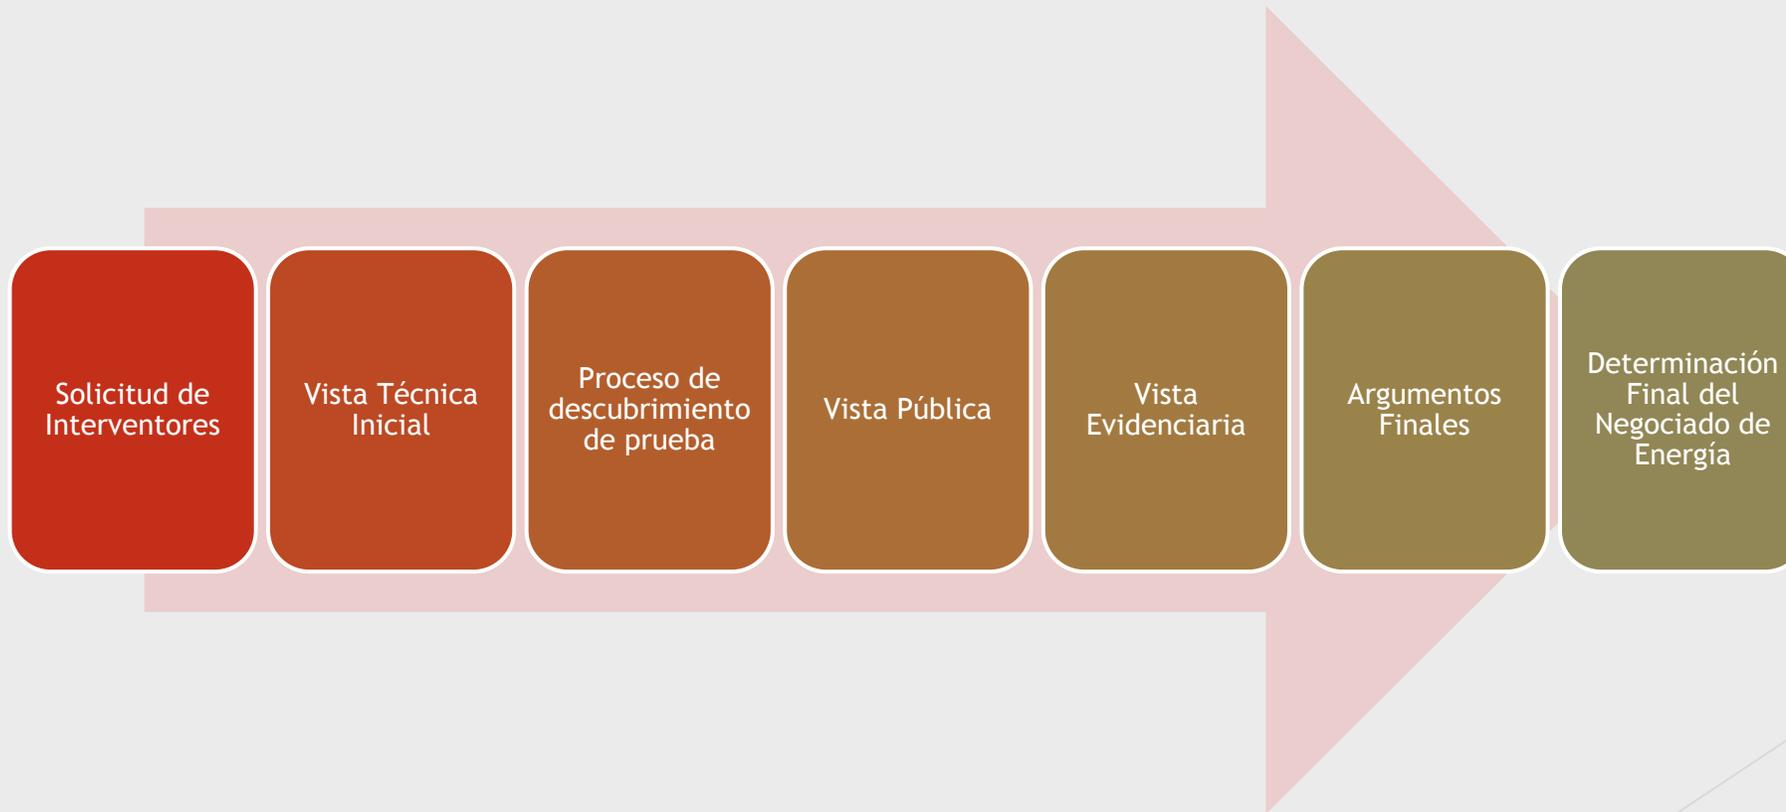 Solicitud de
Interventores
Vista Técnica
Inicial
Proceso de
descubrimiento
de prueba
Vista Pública
Vista
Evidenciaria
Argumentos
Finales
Determinación
Final del
Negociado de
Energía